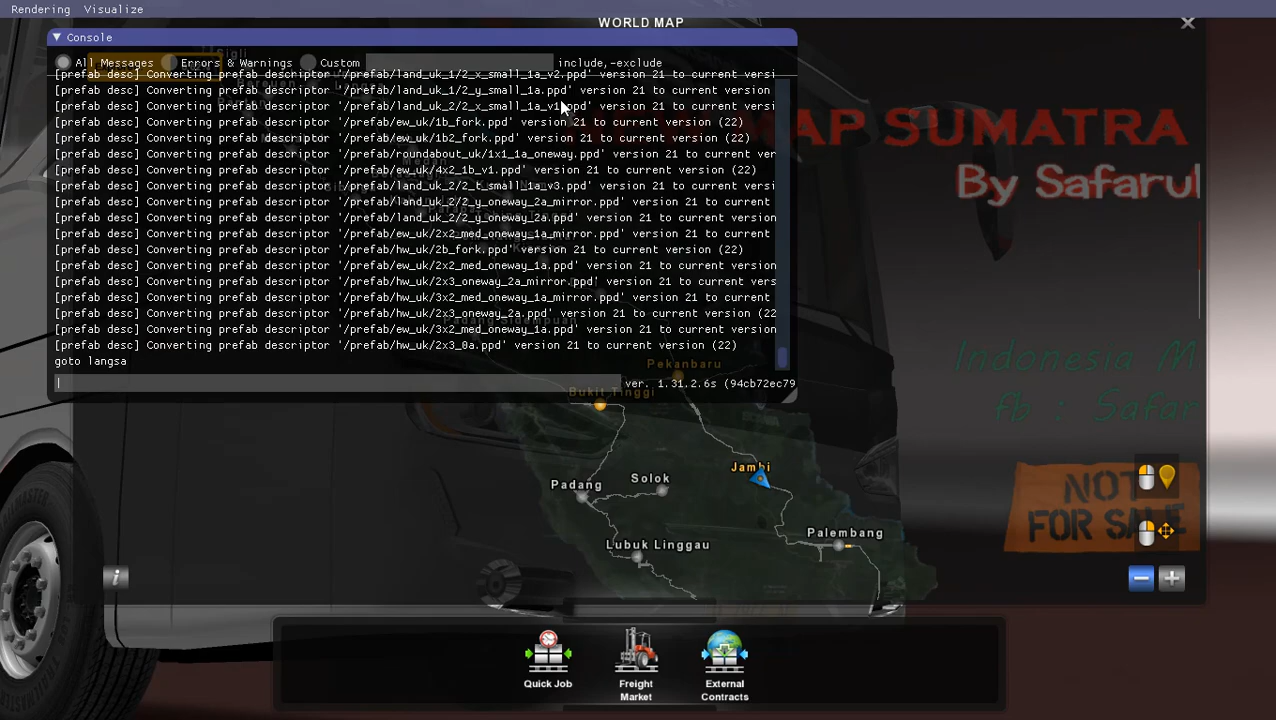 Rendering Visualize
WORLD MAP
Console
All Messages Errors & Warnings Custom include,-exclude
[prefab desc] Converting prefab descriptor '/prefab/land_uk_1/2_x_small_1a_v2.ppd' version 21 to current versi
[prefab desc] Converting prefab descriptor '/prefab/land_uk_1/2_y_small_1a.ppd' version 21 to current version
[prefab desc] Converting prefab descriptor '/prefab/land_uk_2/2_x_small_1a_v1.ppd' version 21 to current versi
[prefab desc] Converting prefab descriptor '/prefab/ew_uk/1b_fork.ppd' version 21 to current version (22)
[prefab desc] Converting prefab descriptor '/prefab/ew_uk/1b2_fork.ppd' version 21 to current version (22)
[prefab desc] Converting prefab descriptor '/prefab/roundabout_uk/1x1_1a_oneway.ppd' version 21 to current ver
[prefab desc] Converting prefab descriptor '/prefab/ew_uk/4x2_1b_v1.ppd' version 21 to current version (22)
[prefab desc] Converting prefab descriptor '/prefab/land_uk_2/2_t_small_1a_v3.ppd' version 21 to current versi
[prefab desc] Converting prefab descriptor '/prefab/land_uk_2/2_y_oneway_2a_mirror.ppd' version 21 to current
[prefab desc] Converting prefab descriptor '/prefab/land_uk_2/2_y_oneway_2a.ppd' version 21 to current version
[prefab desc] Converting prefab descriptor '/prefab/ew_uk/2x2_med_oneway_1a_mirror.ppd' version 21 to current
[prefab desc] Converting prefab descriptor '/prefab/hw_uk/2b_fork.ppd' version 21 to current version (22)
[prefab desc] Converting prefab descriptor '/prefab/ew_uk/2x2_med_oneway_1a.ppd' version 21 to current version
[prefab desc] Converting prefab descriptor '/prefab/hw_uk/2x3_oneway_2a_mirror.ppd' version 21 to current vers
[prefab desc] Converting prefab descriptor '/prefab/hw_uk/3x2_med_oneway_1a_mirror.ppd' version 21 to current
[prefab desc] Converting prefab descriptor '/prefab/hw_uk/2x3_oneway_2a.ppd' version 21 to current version (22
[prefab desc] Converting prefab descriptor '/prefab/ew_uk/3x2_med_oneway_1a.ppd' version 21 to current version
[prefab desc] Converting prefab descriptor '/prefab/hw_uk/2x3_0a.ppd' version 21 to current version (22)
goto langsa
ver. 1.31.2.6s (94cb72ec79
MAP SUMATRA
By Safarul
Indonesia M
fb : Safar
Pekanbaru
Bukit Tinggi
Jambi
Padang
Solok
Palembang
Lubuk Linggau
NOT
FOR SALE
i
Quick Job
Freight
Market
External
Contracts